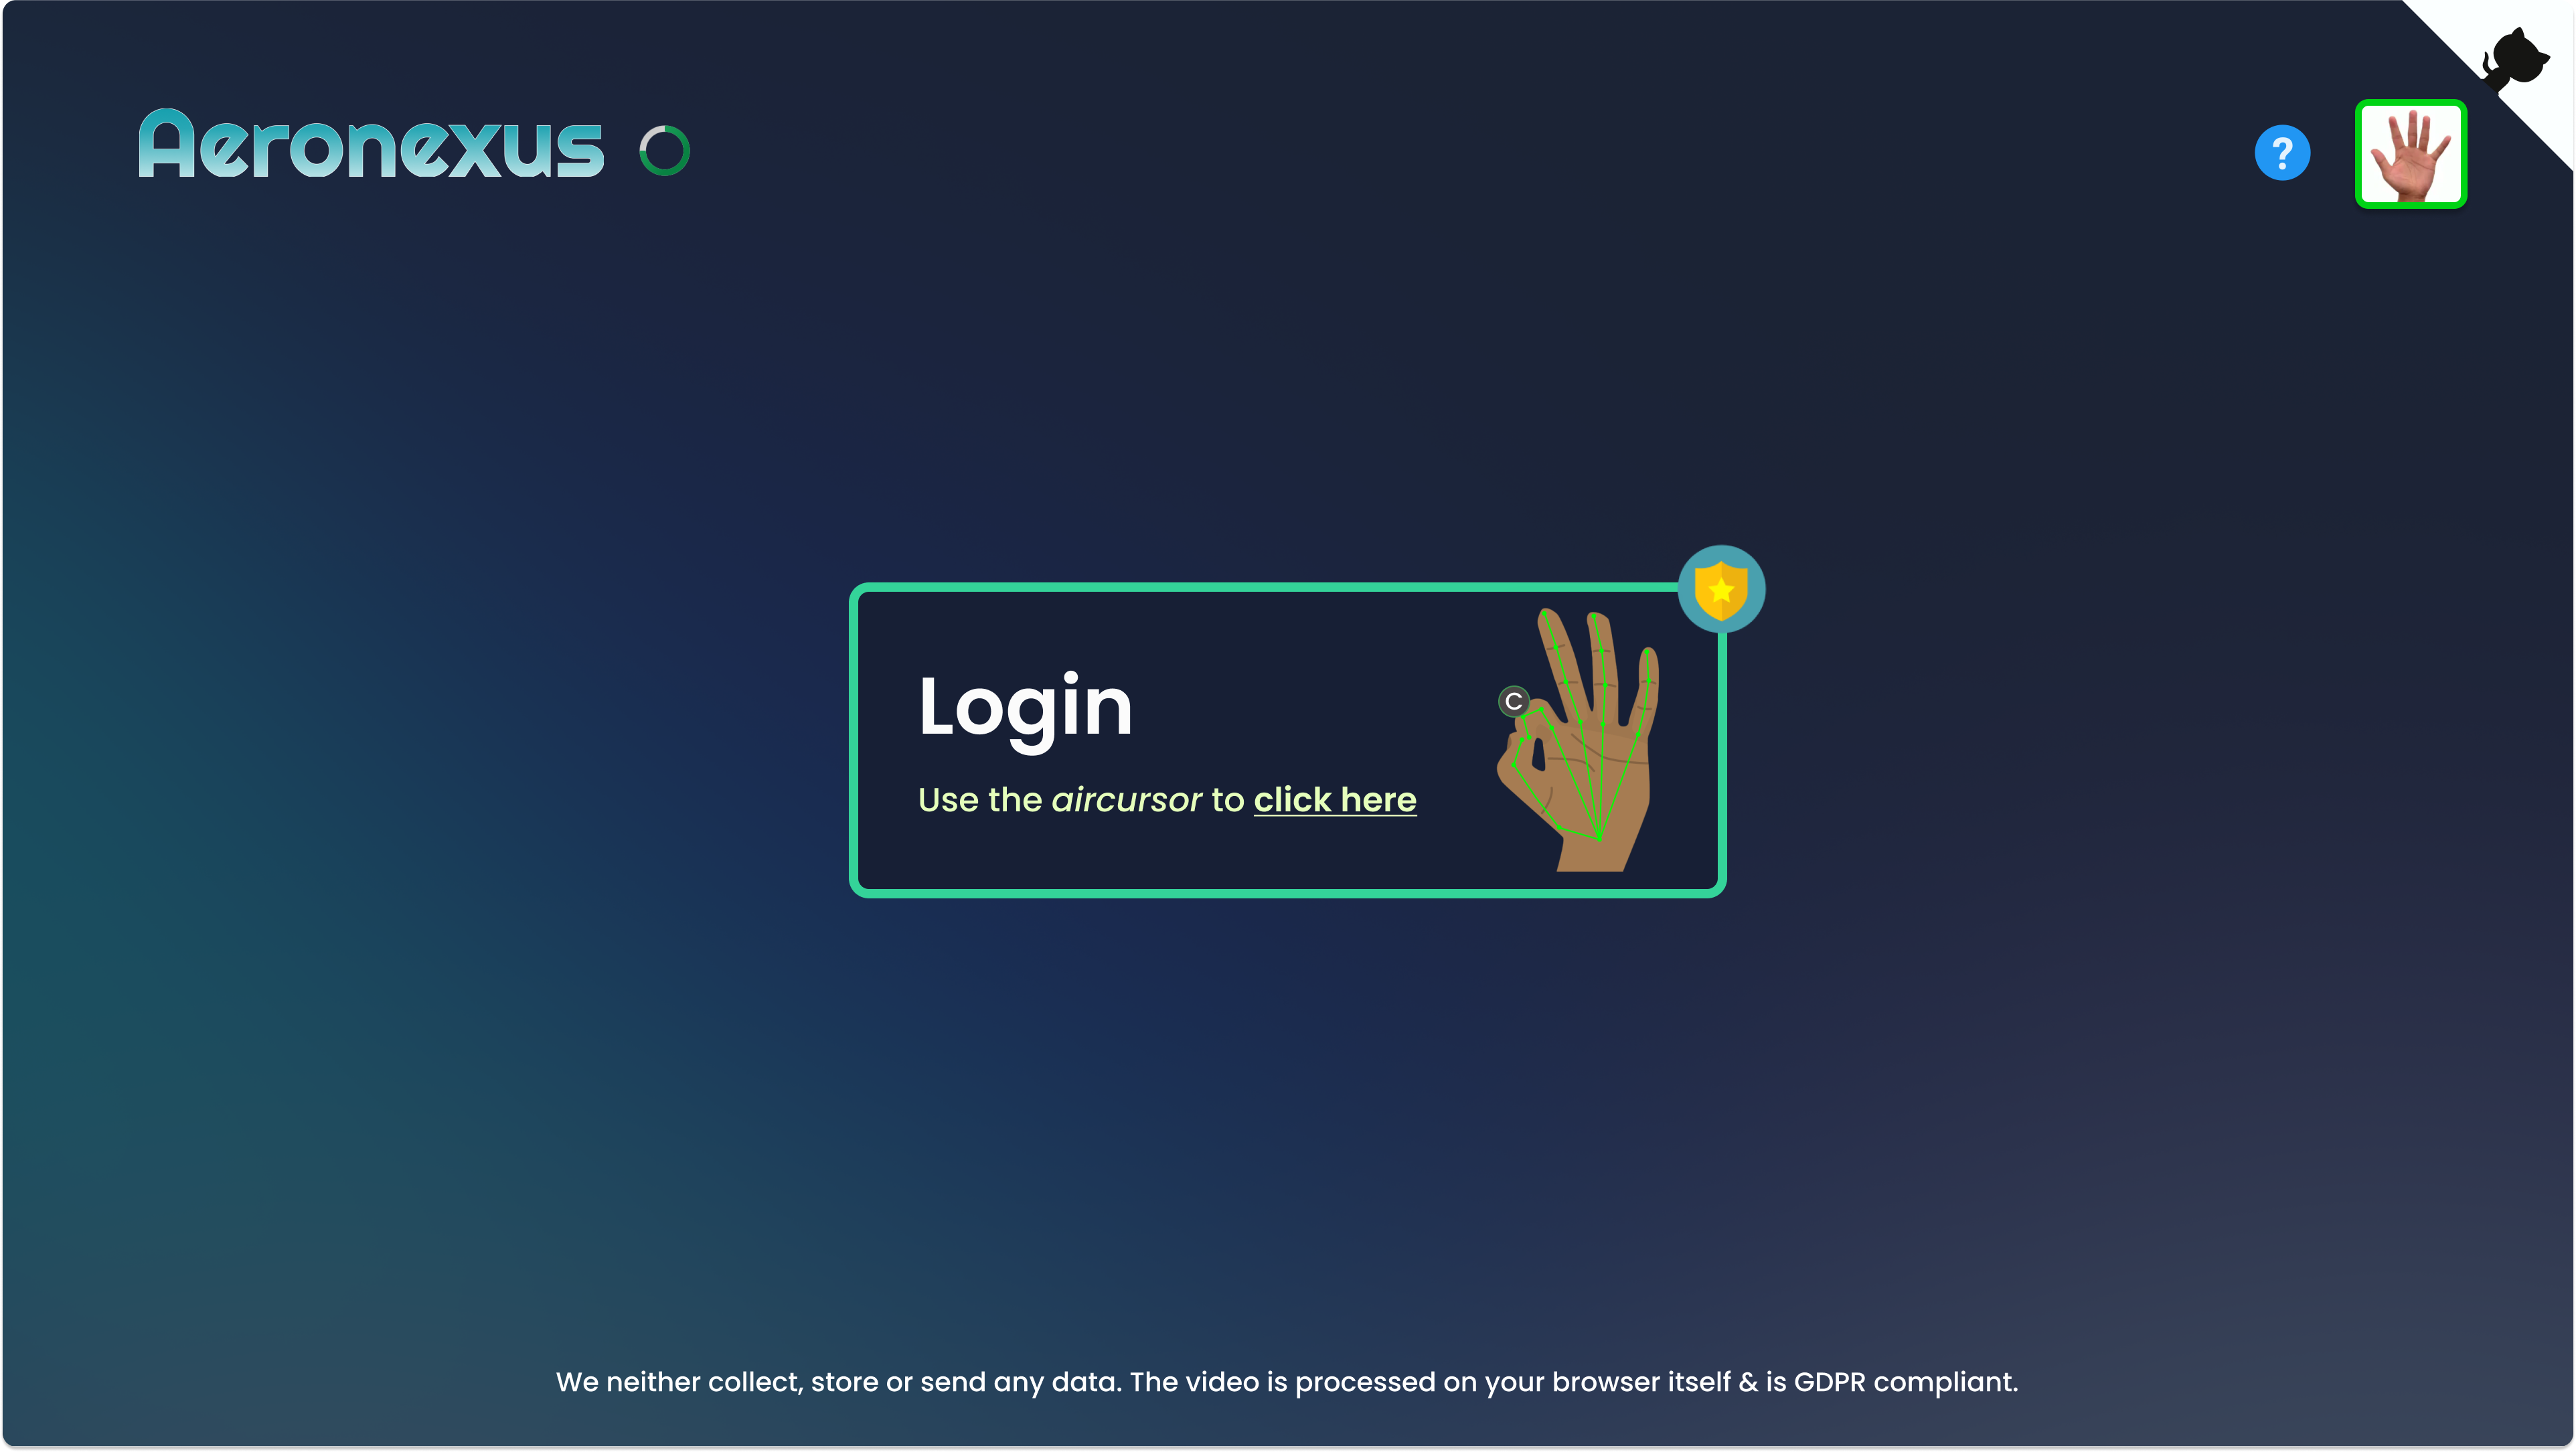 Aeronexus
?
Login
C
Use the aircursor to click here
We neither collect, store or send any data. The video is processed on your browser itself & is GDPR compliant.